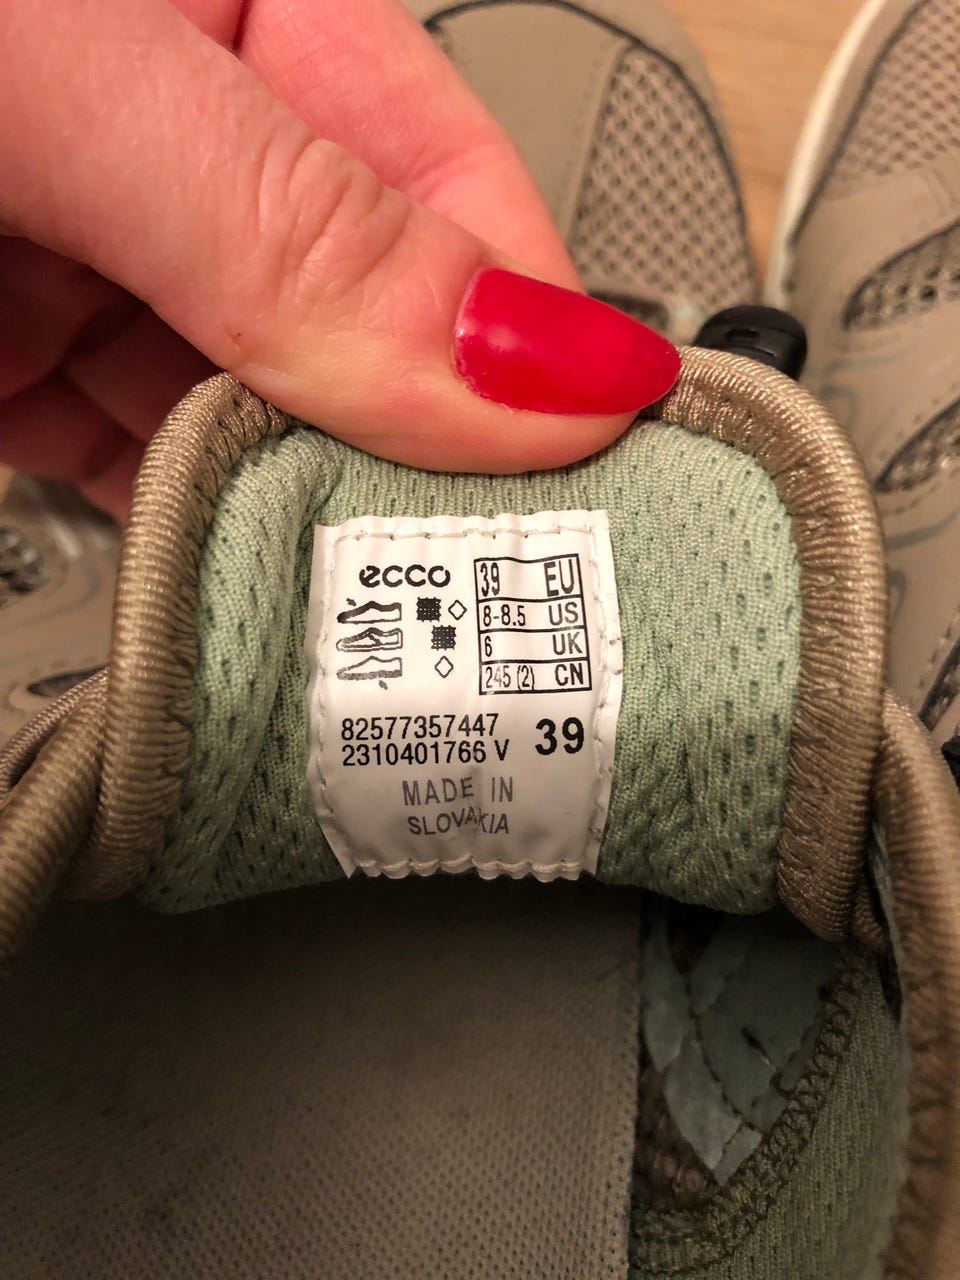 ecco
39 EU
8-8.5 US
6 UK
245 (2) CN
82577357447
2310401766 V 39
MADE IN
SLOVAKIA